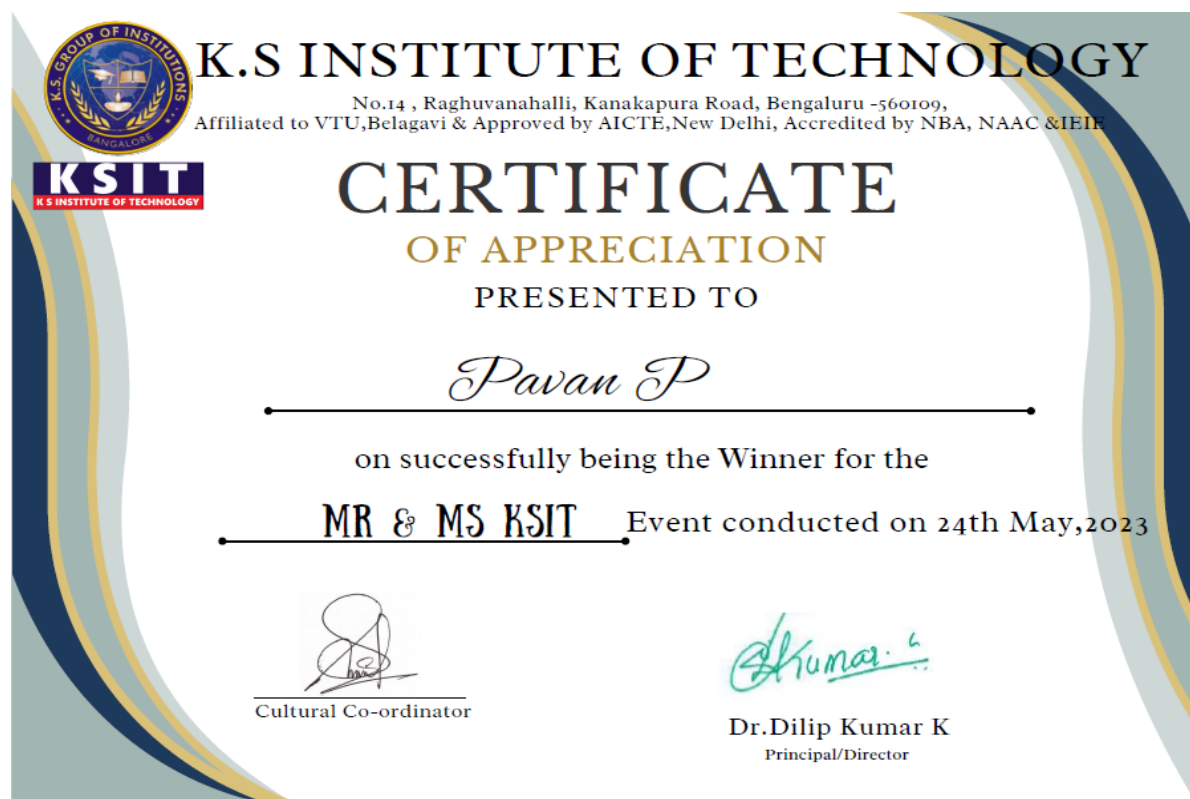 K.S. GROUP OF INSTITUTIONS
BANGALORE
KSIT
K S INSTITUTE OF TECHNOLOGY
K.S INSTITUTE OF TECHNOLOGY
No.14 , Raghuvanahalli, Kanakapura Road, Bengaluru -560109,
Affiliated to VTU,Belagavi & Approved by AICTE,New Delhi, Accredited by NBA, NAAC &IEIE
CERTIFICATE
OF APPRECIATION
PRESENTED TO
Pavan P
on successfully being the Winner for the
MR & MS KSIT Event conducted on 24th May,2023
Cultural Co-ordinator
Kumar.
Dr.Dilip Kumar K
Principal/Director